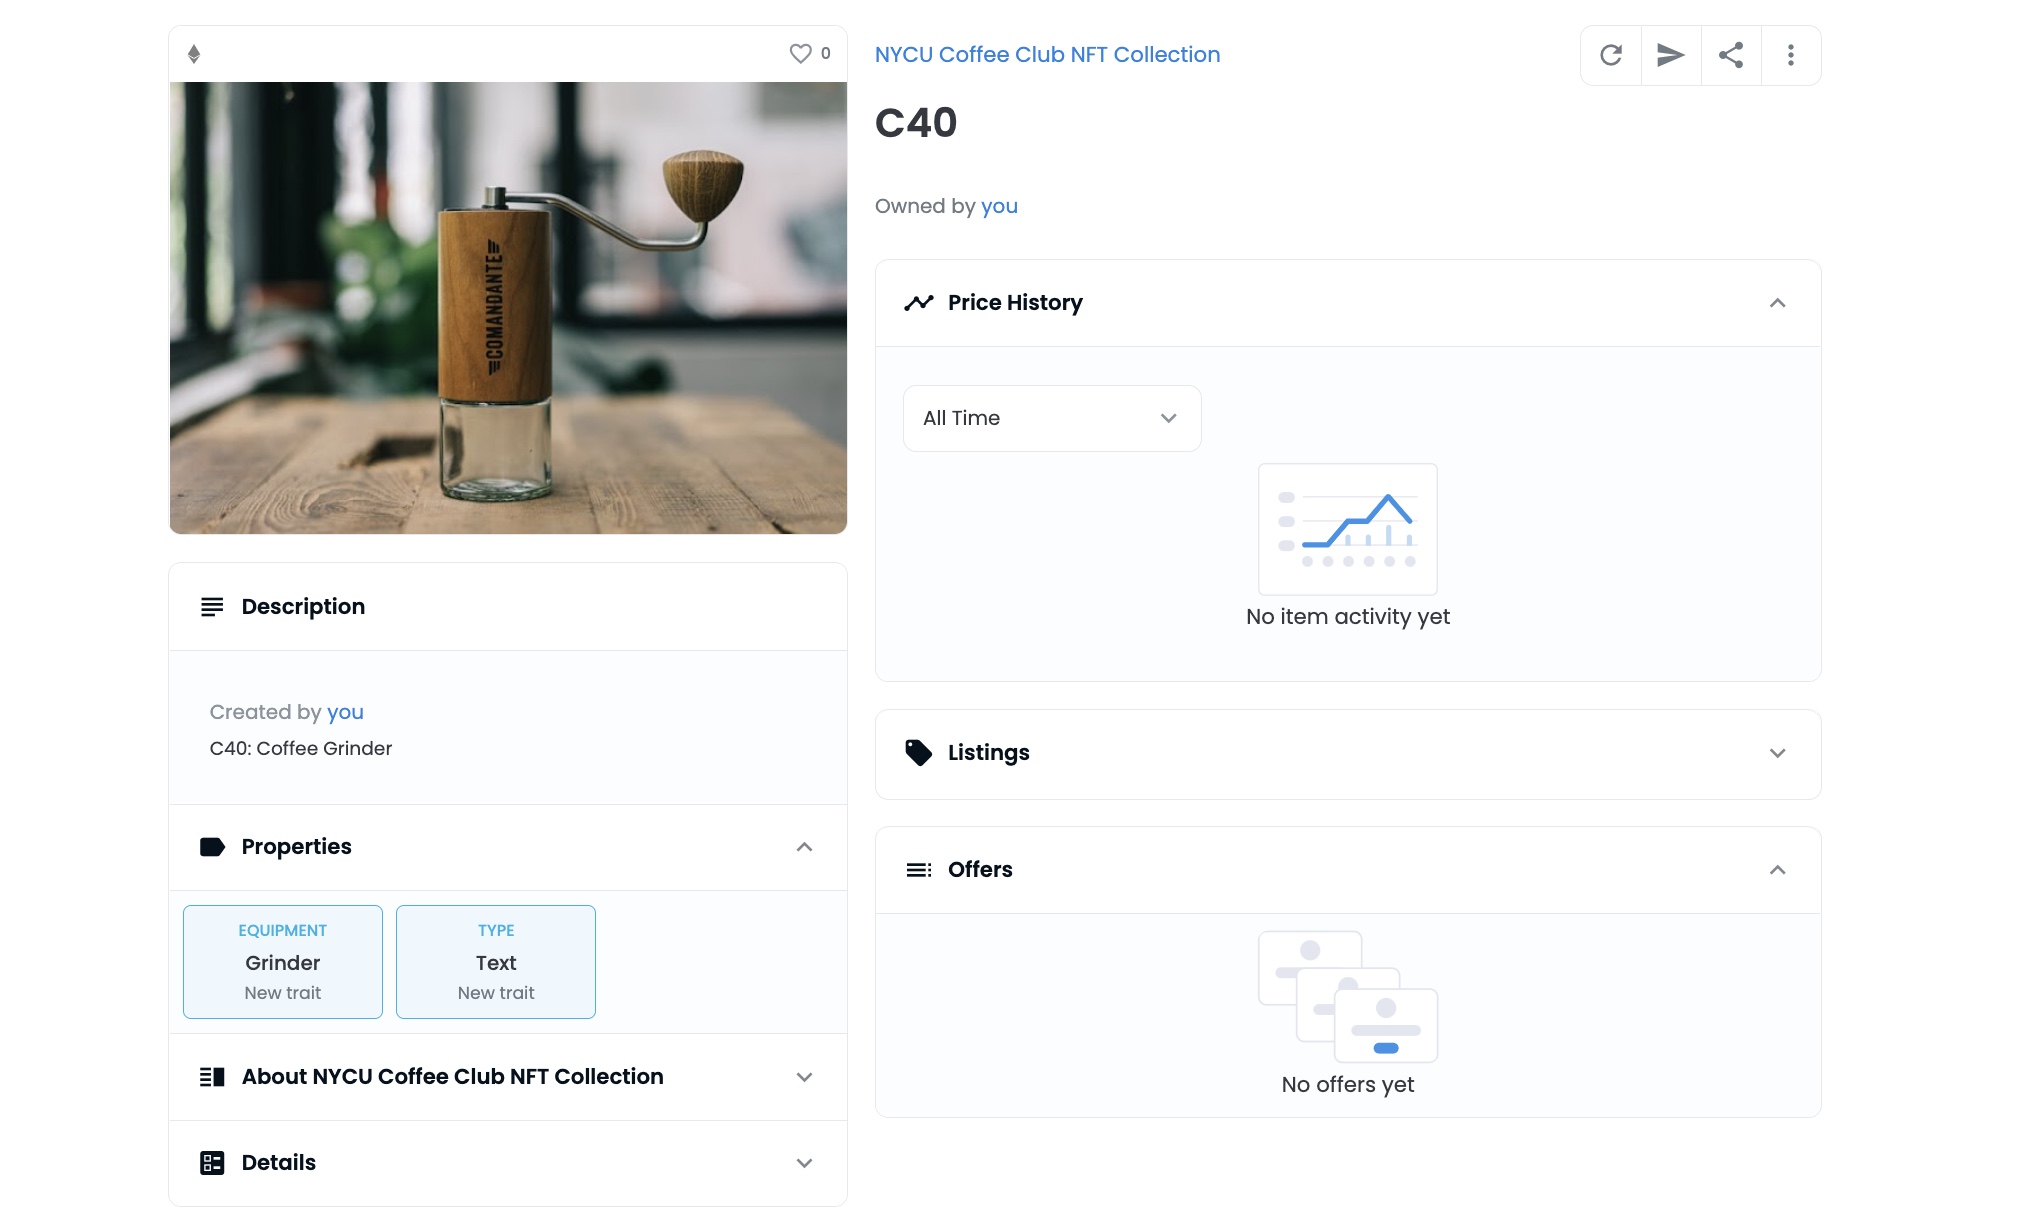 0
COMANDANTE
Description
Created by you
C40: Coffee Grinder
Properties
EQUIPMENT
Grinder
New trait
TYPE
Text
New trait
About NYCU Coffee Club NFT Collection
Details
NYCU Coffee Club NFT Collection
C40
Owned by you
Price History
All Time
No item activity yet
Listings
Offers
No offers yet